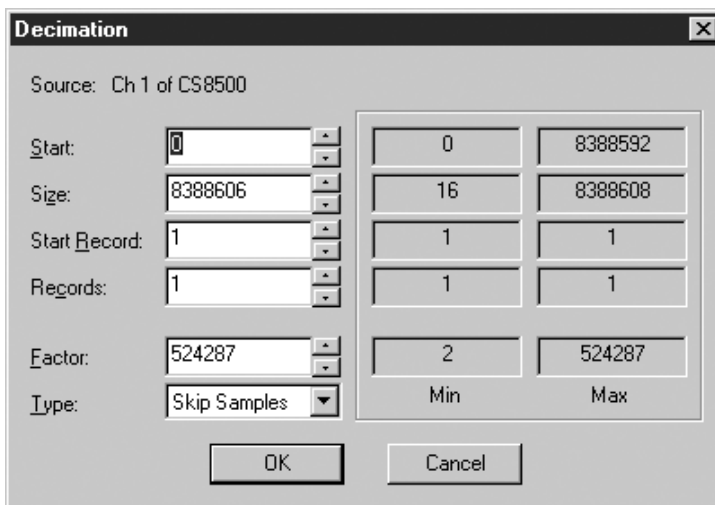 Decimation
Source: Ch 1 of CS8500
Start: 0 0 8388592
Size: 8388606 16 8388608
Start Record: 1 1 1
Records: 1 1 1
Factor: 524287 2 524287
Type: Skip Samples Min Max
OK Cancel